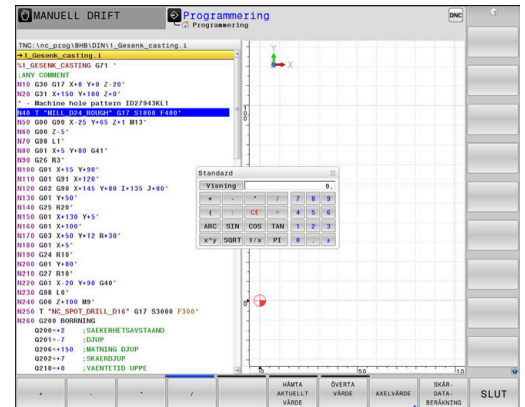 MANUELL DRIFT
Programmering
Programmering
DNC
TNC:\nc_prog\BHB\DIN\1_Gesenk_casting.i
→1_Gesenk_casting.i
%1_GESENK_CASTING G71 *
;ANY COMMENT
N10 G30 G17 X+0 Y+0 Z-20*
N20 G31 X+150 Y+100 Z+0*
* - Machine hole pattern ID27943KL1
N40 T "MILL_D24_ROUGH" G17 S1800 F400*
N50 G00 G90 X-25 Y+65 Z+1 M13*
N60 G00 Z-5*
N70 G98 L1*
N80 G01 X+5 Y+80 G41*
N90 G26 R3*
N100 G01 X+15 Y+90*
N110 G01 G91 X+120*
N120 G02 G90 X+145 Y+80 I+135 J+80*
N130 G01 Y+50*
N140 G25 R20*
N150 G01 X+130 Y+5*
N160 G01 X+100*
N170 G03 X+50 Y+12 R+30*
N180 G01 X+5*
N190 G24 R10*
N200 G01 Y+80*
N210 G27 R10*
N220 G01 X-20 Y+90 G40*
N230 G98 L0*
N240 G00 Z+100 M9*
N250 T "NC_SPOT_DRILL_D16" G17 S3000 F300*
N260 G200 BORRNING
Q200=+2 ;SAEKERHETSAVSTAAND
Q201=-7 ;DJUP
Q206=+150 ;MATNING DJUP
Q202=+7 ;SKAERDJUP
Q210=+0 ;VAENTETID UPPE
Y
X
Standard
Visning 0.
+ - * / 7 8 9
( ) CE = 4 5 6
ARC SIN COS TAN 1 2 3
x^y SQRT 1/x PI 0 . ±
0 50
+ - * /
HÄMTA AKTUELLT VÄRDE
ÖVERTA VÄRDE
AXELVÄRDE
SKÄR-DATA-BERÄKNING
SLUT